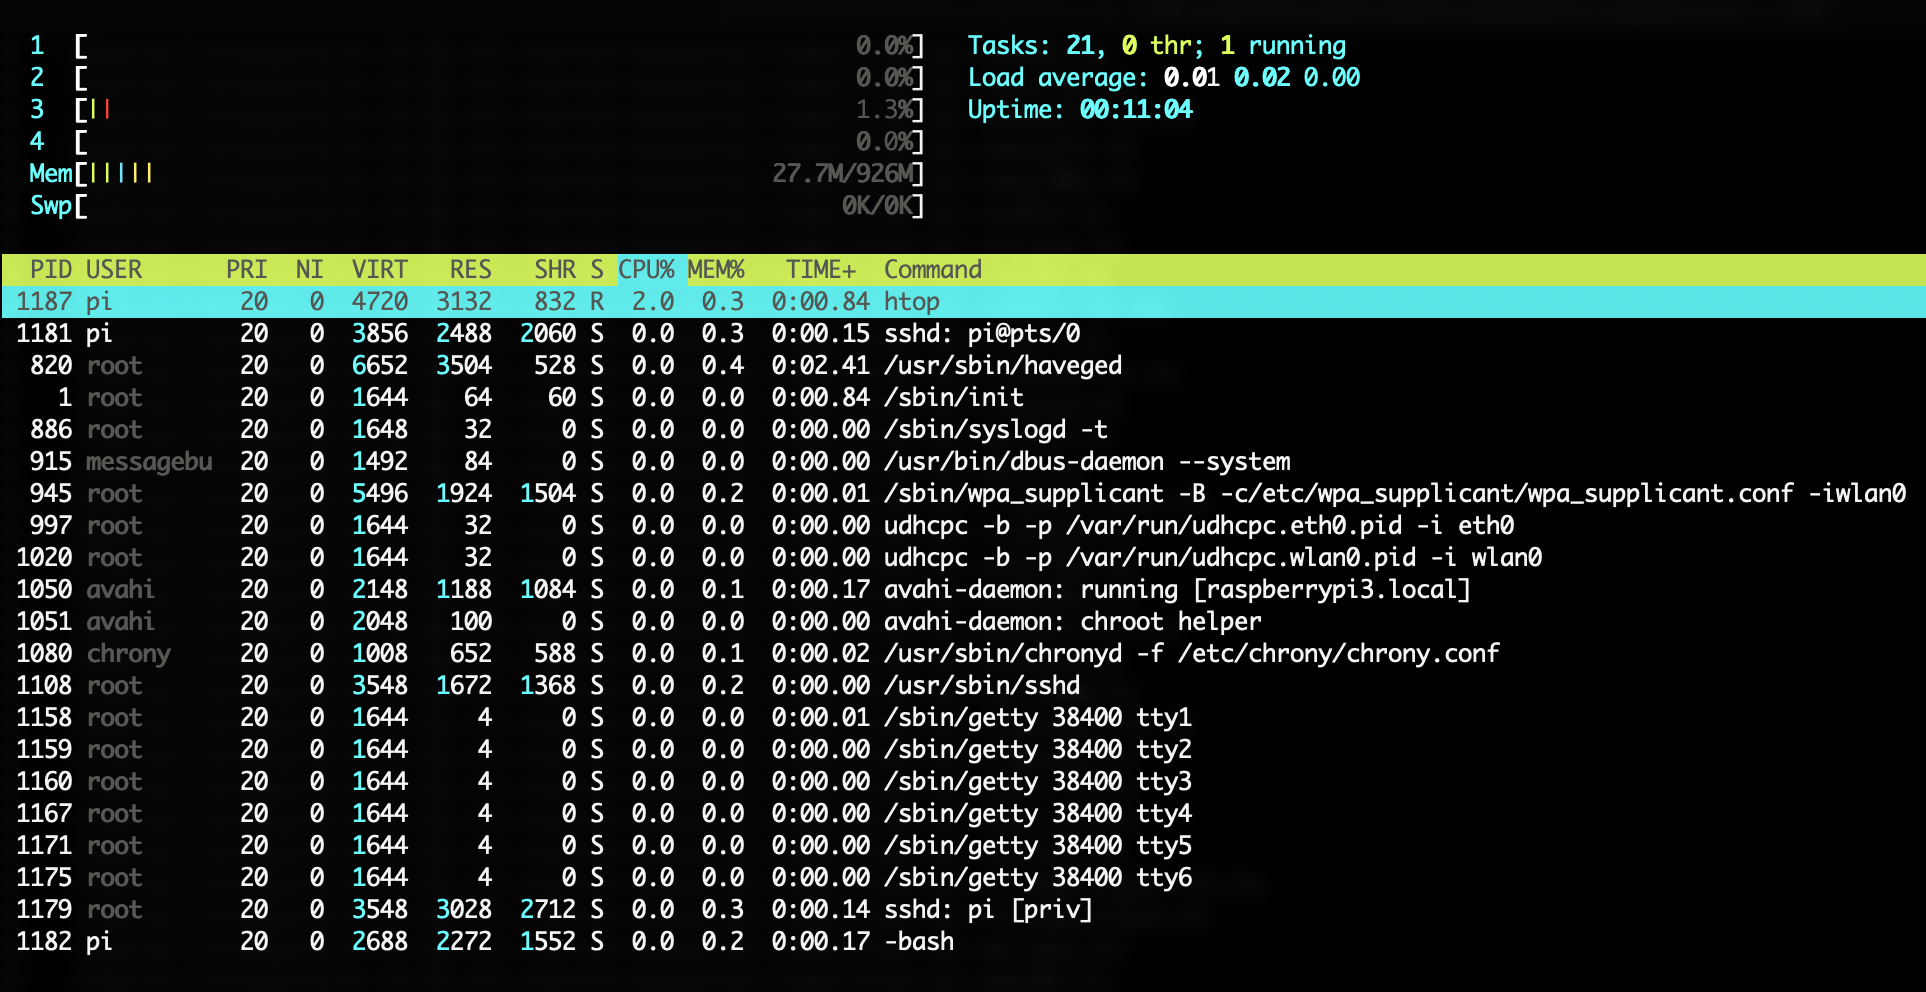 1 [ 0.0%] Tasks: 21, 0 thr; 1 running
2 [ 0.0%] Load average: 0.01 0.02 0.00
3 [|| 1.3%] Uptime: 00:11:04
4 [ 0.0%]
Mem[||||| 27.7M/926M]
Swp[ 0K/0K]
PID USER PRI NI VIRT RES SHR S CPU% MEM% TIME+ Command
1187 pi 20 0 4720 3132 832 R 2.0 0.3 0:00.84 htop
1181 pi 20 0 3856 2488 2060 S 0.0 0.3 0:00.15 sshd: pi@pts/0
820 root 20 0 6652 3504 528 S 0.0 0.4 0:02.41 /usr/sbin/haveged
1 root 20 0 1644 64 60 S 0.0 0.0 0:00.84 /sbin/init
886 root 20 0 1648 32 0 S 0.0 0.0 0:00.00 /sbin/syslogd -t
915 messagebu 20 0 1492 84 0 S 0.0 0.0 0:00.00 /usr/bin/dbus-daemon --system
945 root 20 0 5496 1924 1504 S 0.0 0.2 0:00.01 /sbin/wpa_supplicant -B -c/etc/wpa_supplicant/wpa_supplicant.conf -iwlan0
997 root 20 0 1644 32 0 S 0.0 0.0 0:00.00 udhcpc -b -p /var/run/udhcpc.eth0.pid -i eth0
1020 root 20 0 1644 32 0 S 0.0 0.0 0:00.00 udhcpc -b -p /var/run/udhcpc.wlan0.pid -i wlan0
1050 avahi 20 0 2148 1188 1084 S 0.0 0.1 0:00.17 avahi-daemon: running [raspberrypi3.local]
1051 avahi 20 0 2048 100 0 S 0.0 0.0 0:00.00 avahi-daemon: chroot helper
1080 chrony 20 0 1008 652 588 S 0.0 0.1 0:00.02 /usr/sbin/chronyd -f /etc/chrony/chrony.conf
1108 root 20 0 3548 1672 1368 S 0.0 0.2 0:00.00 /usr/sbin/sshd
1158 root 20 0 1644 4 0 S 0.0 0.0 0:00.01 /sbin/getty 38400 tty1
1159 root 20 0 1644 4 0 S 0.0 0.0 0:00.00 /sbin/getty 38400 tty2
1160 root 20 0 1644 4 0 S 0.0 0.0 0:00.00 /sbin/getty 38400 tty3
1167 root 20 0 1644 4 0 S 0.0 0.0 0:00.00 /sbin/getty 38400 tty4
1171 root 20 0 1644 4 0 S 0.0 0.0 0:00.00 /sbin/getty 38400 tty5
1175 root 20 0 1644 4 0 S 0.0 0.0 0:00.00 /sbin/getty 38400 tty6
1179 root 20 0 3548 3028 2712 S 0.0 0.3 0:00.14 sshd: pi [priv]
1182 pi 20 0 2688 2272 1552 S 0.0 0.2 0:00.17 -bash